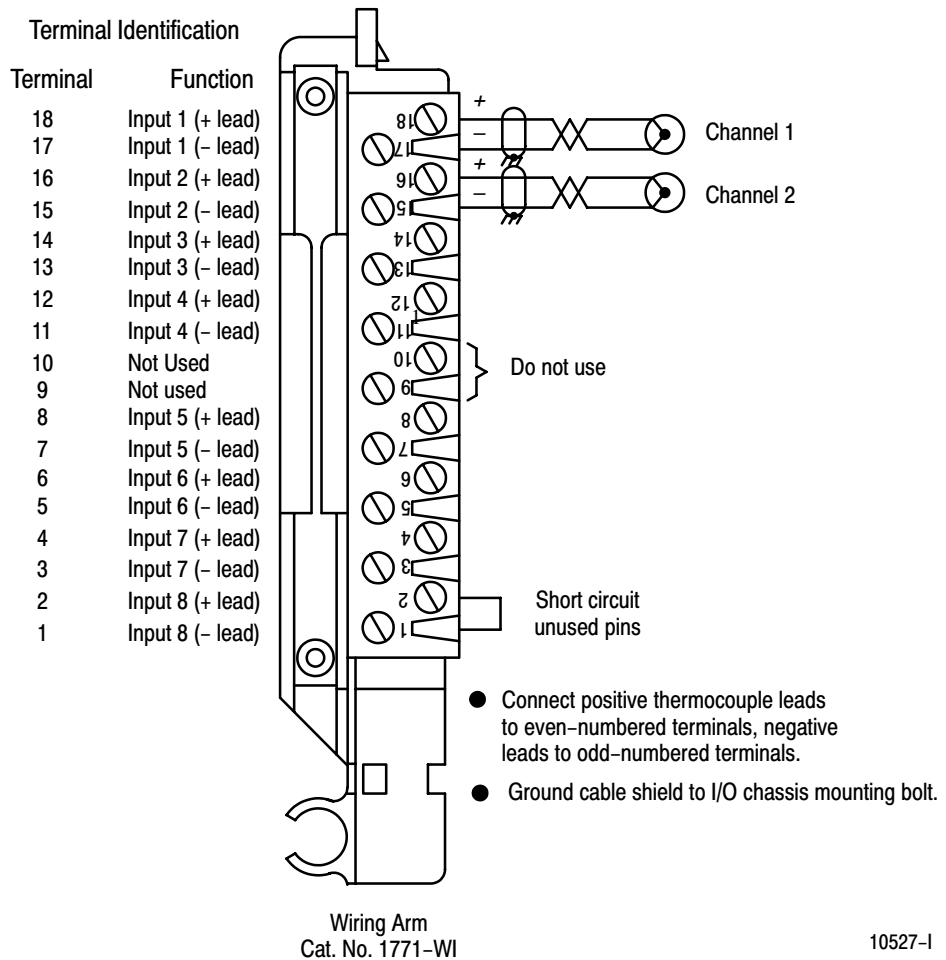 Terminal Identification
Terminal Function
18 Input 1 (+ lead)
17 Input 1 (– lead)
16 Input 2 (+ lead)
15 Input 2 (– lead)
14 Input 3 (+ lead)
13 Input 3 (– lead)
12 Input 4 (+ lead)
11 Input 4 (– lead)
10 Not Used
9 Not used
8 Input 5 (+ lead)
7 Input 5 (– lead)
6 Input 6 (+ lead)
5 Input 6 (– lead)
4 Input 7 (+ lead)
3 Input 7 (– lead)
2 Input 8 (+ lead)
1 Input 8 (– lead)
18
17
16
15
14
13
12
11
10
9
8
7
6
5
4
3
2
1
+
–
Channel 1
+
–
Channel 2
Do not use
Short circuit
unused pins
● Connect positive thermocouple leads
to even–numbered terminals, negative
leads to odd–numbered terminals.
● Ground cable shield to I/O chassis mounting bolt.
Wiring Arm
Cat. No. 1771–WI
10527–I